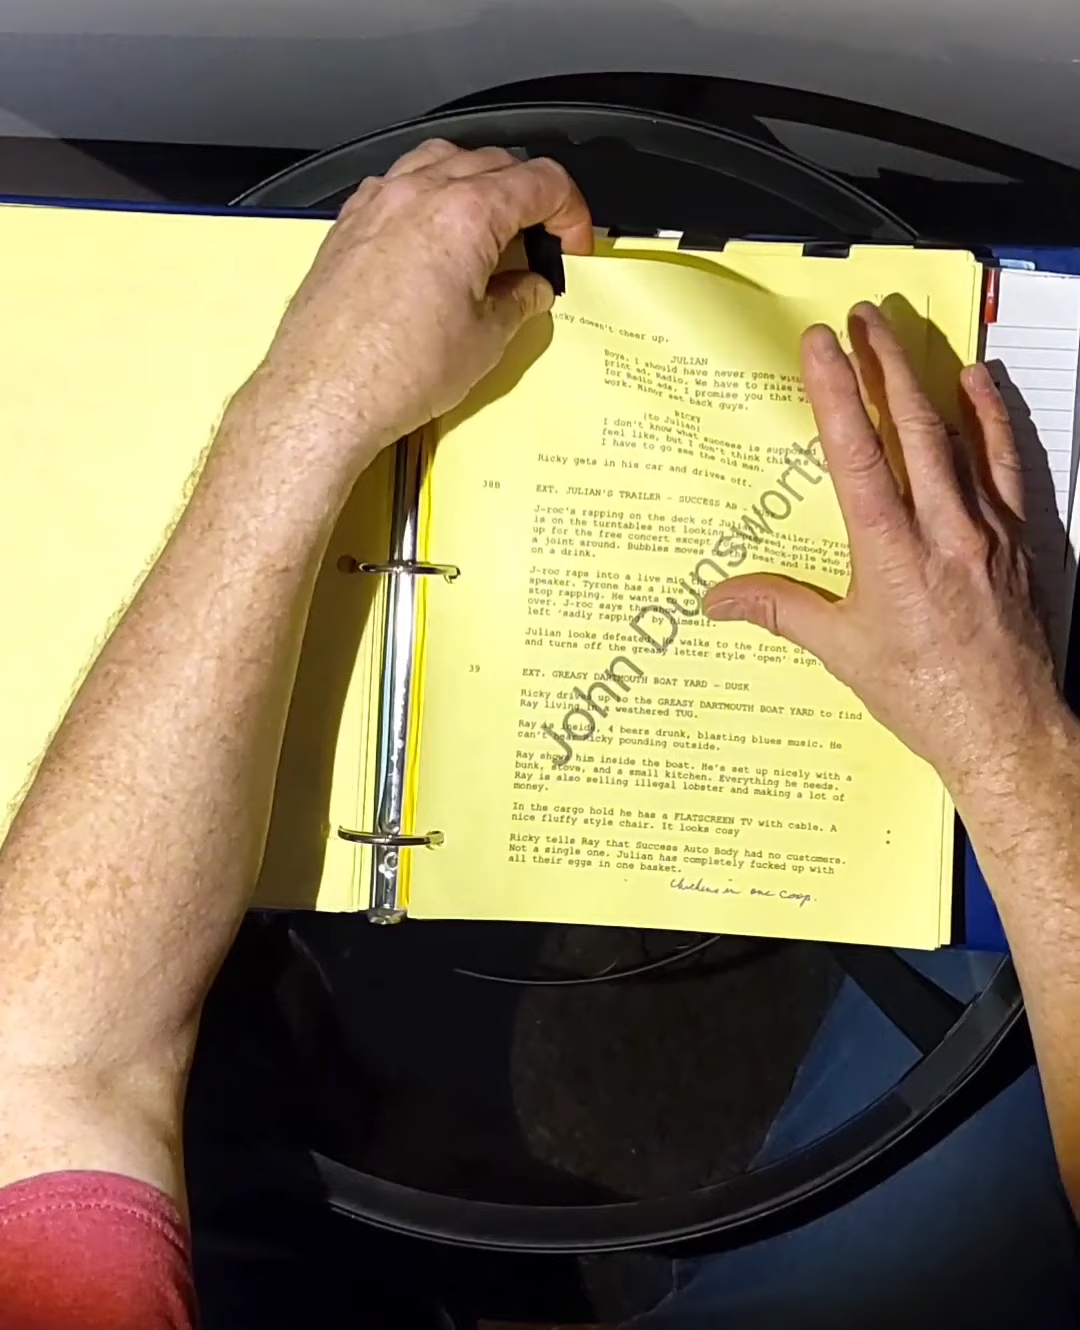 icky doesn't cheer up.
JULIAN
Boys, I should have never gone with
print ad. Radio. We have to raise
for Radio ads, I promise you that
work. Minor set back guys.
RICKY
(to Julian)
I don't know what success is supposed
feel like, but I don't think this
I have to go see the old man.
Ricky gets in his car and drives off.
38B EXT. JULIAN'S TRAILER - SUCCESS
J-roc's rapping on the deck of trailer.
is on the turntables not looking nobody
up for the free concert except the Rock-pile who
a joint around. Bubbles moves to the beat and is
on a drink.
J-roc raps into a live mic
speaker. Tyrone has a live
stop rapping. He wants to go
over. J-roc says the show
left 'sadly rapping' by himself.
Julian looks defeated. He walks to the front of
and turns off the greasy letter style 'open' sign.
39 EXT. GREASY DARTMOUTH BOAT YARD - DUSK
Ricky drives up to the GREASY DARTMOUTH BOAT YARD to find
Ray living in a weathered TUG.
Ray is inside, 4 beers drunk, blasting blues music. He
can't hear Ricky pounding outside.
Ray shows him inside the boat. He's set up nicely with a
bunk, stove, and a small kitchen. Everything he needs.
Ray is also selling illegal lobster and making a lot of
money.
In the cargo hold he has a FLATSCREEN TV with cable. A
nice fluffy style chair. It looks cosy
Ricky tells Ray that Success Auto Body had no customers.
Not a single one. Julian has completely fucked up with
all their eggs in one basket.
Chickens in one coop.
John Dunsworth